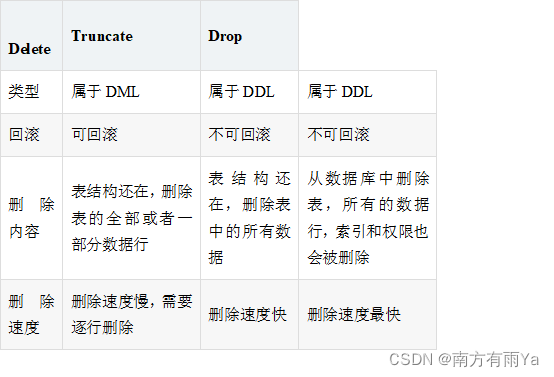 Delete Truncate Drop
类型 属于 DML 属于 DDL 属于 DDL
回滚 可回滚 不可回滚 不可回滚
删除内容 表结构还在，删除表的全部或者一部分数据行 表结构还在，删除表中的所有数据 从数据库中删除表，所有的数据行，索引和权限也会被删除
删除速度 删除速度慢，需要逐行删除 删除速度快 删除速度最快
CSDN @南方有雨Ya